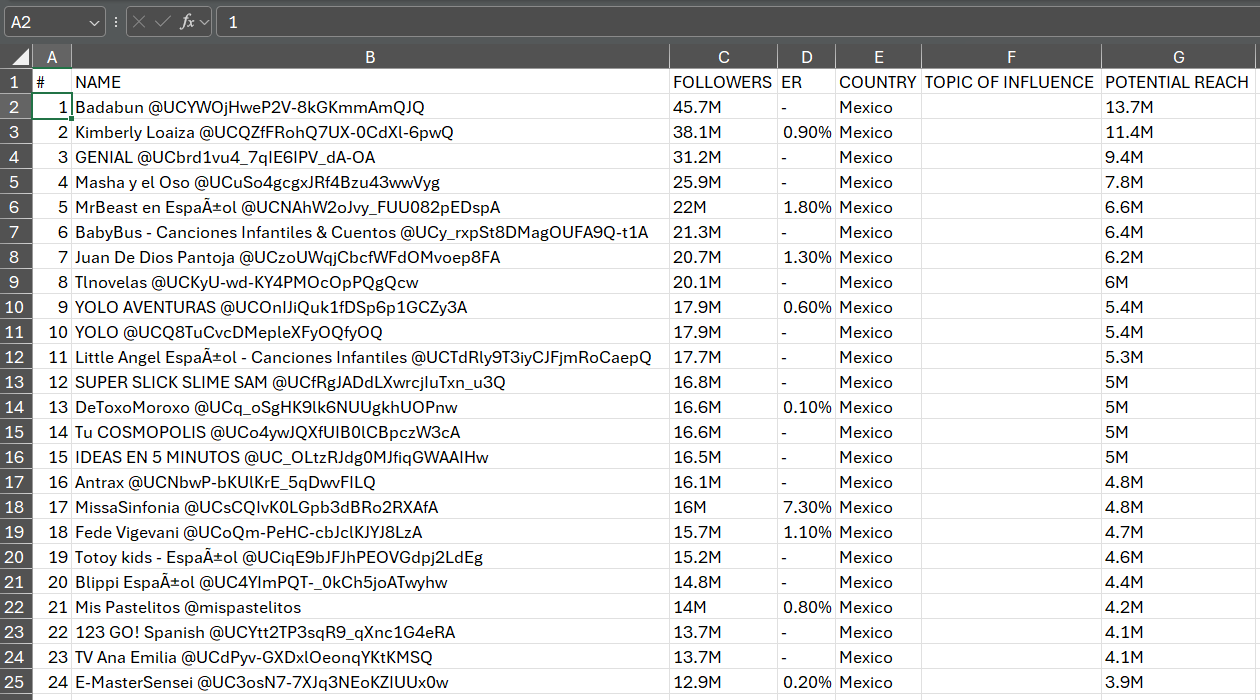 A2 fx 1
A B C D E F G
1 # NAME FOLLOWERS ER COUNTRY TOPIC OF INFLUENCE POTENTIAL REACH
2 1 Badabun @UCYWOjHweP2V-8kGKmmAmQJQ 45.7M - Mexico 13.7M
3 2 Kimberly Loaiza @UCQZfFRohQ7UX-0CdXl-6pwQ 38.1M 0.90% Mexico 11.4M
4 3 GENIAL @UCbrd1vu4_7qIE6IPV_dA-OA 31.2M - Mexico 9.4M
5 4 Masha y el Oso @UCuSo4gcgxJRf4Bzu43wwVyg 25.9M - Mexico 7.8M
6 5 MrBeast en EspaÃ±ol @UCNAhW2oJvy_FUU082pEDspA 22M 1.80% Mexico 6.6M
7 6 BabyBus - Canciones Infantiles & Cuentos @UCy_rxpSt8DMagOUFA9Q-t1A 21.3M - Mexico 6.4M
8 7 Juan De Dios Pantoja @UCzoUWqjCbcfWFdOMvoep8FA 20.7M 1.30% Mexico 6.2M
9 8 Tlnovelas @UCKyU-wd-KY4PMOcOpPQgQcw 20.1M - Mexico 6M
10 9 YOLO AVENTURAS @UCOnIJiQuk1fDSp6p1GCZy3A 17.9M 0.60% Mexico 5.4M
11 10 YOLO @UCQ8TuCvcDMepleXFyOQfyOQ 17.9M - Mexico 5.4M
12 11 Little Angel EspaÃ±ol - Canciones Infantiles @UCTdRly9T3iyCJFjmRoCaepQ 17.7M - Mexico 5.3M
13 12 SUPER SLICK SLIME SAM @UCfRgJADdLXwrcjIuTxn_u3Q 16.8M - Mexico 5M
14 13 DeToxoMoroxo @UCq_oSgHK9lk6NUUgkhUOPnw 16.6M 0.10% Mexico 5M
15 14 Tu COSMOPOLIS @UCo4ywJQXfUIB0lCBpczW3cA 16.6M - Mexico 5M
16 15 IDEAS EN 5 MINUTOS @UC_OLtzRJdg0MJfiqGWAAIHw 16.5M - Mexico 5M
17 16 Antrax @UCNbwP-bKUlKrE_5qDwvFILQ 16.1M - Mexico 4.8M
18 17 MissaSinfonia @UCsCQIvK0LGpb3dBRo2RXAfA 16M 7.30% Mexico 4.8M
19 18 Fede Vigevani @UCoQm-PeHC-cbJclKJYJ8LzA 15.7M 1.10% Mexico 4.7M
20 19 Totoy kids - EspaÃ±ol @UCiqE9bJFJhPEOVGdpj2LdEg 15.2M - Mexico 4.6M
21 20 Blippi EspaÃ±ol @UC4YImPQT-_0kCh5joATwyhw 14.8M - Mexico 4.4M
22 21 Mis Pastelitos @mispastelitos 14M 0.80% Mexico 4.2M
23 22 123 GO! Spanish @UCYtt2TP3sqR9_qXnc1G4eRA 13.7M - Mexico 4.1M
24 23 TV Ana Emilia @UCdPyv-GXDxlOeonqYKtKMSQ 13.7M - Mexico 4.1M
25 24 E-MasterSensei @UC3osN7-7XJq3NEoKZIUUx0w 12.9M 0.20% Mexico 3.9M